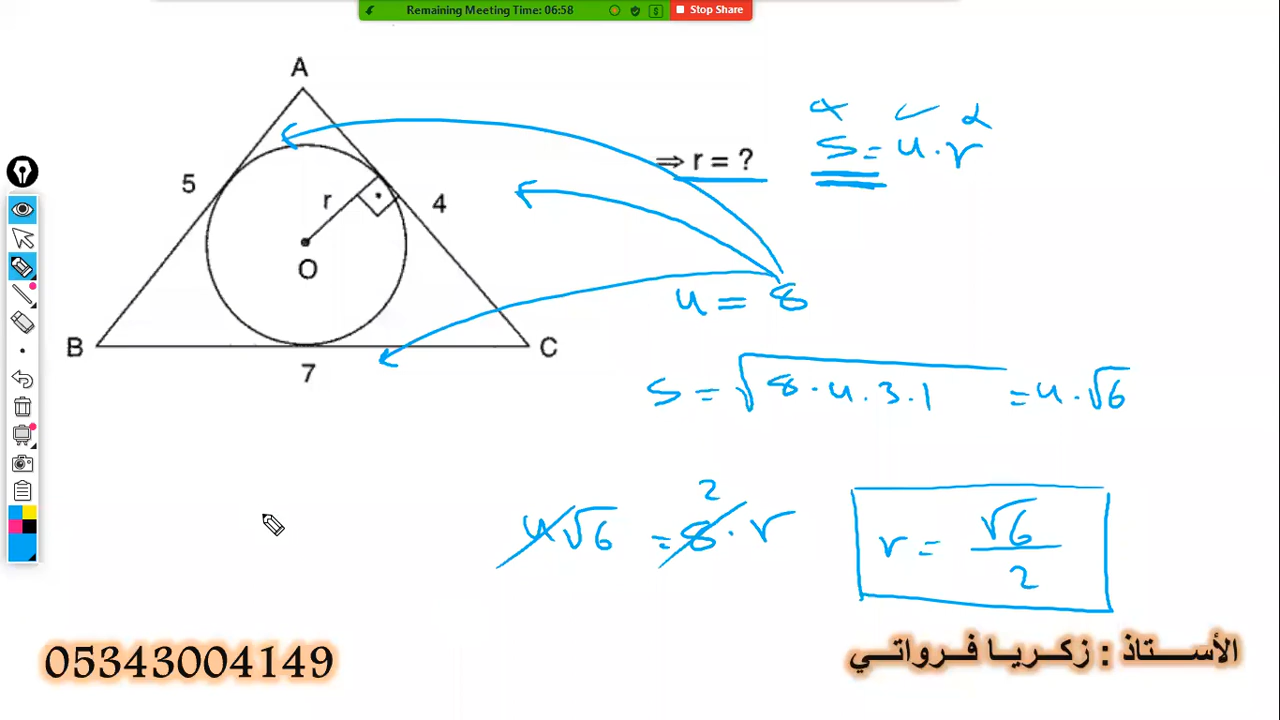 Remaining Meeting Time: 06:58 Stop Share
A
⇒ r = ?
S = u · r
5
r
4
O
u = 8
B
C
7
S = √8 · 4 · 3 · 1 = 4 · √6
2
4√6 = 8 · r
r = √6 / 2
05343004149
الأستاذ : زكريا فرواتي